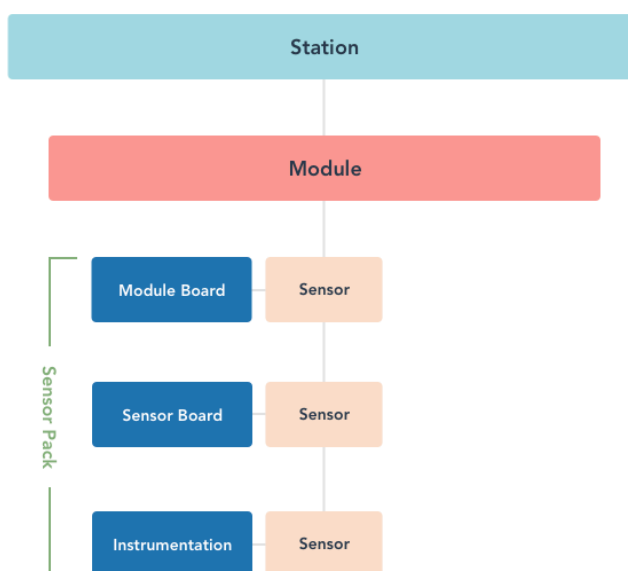 Station
Module
Module Board
Sensor
Sensor Pack
Sensor Board
Sensor
Instrumentation
Sensor